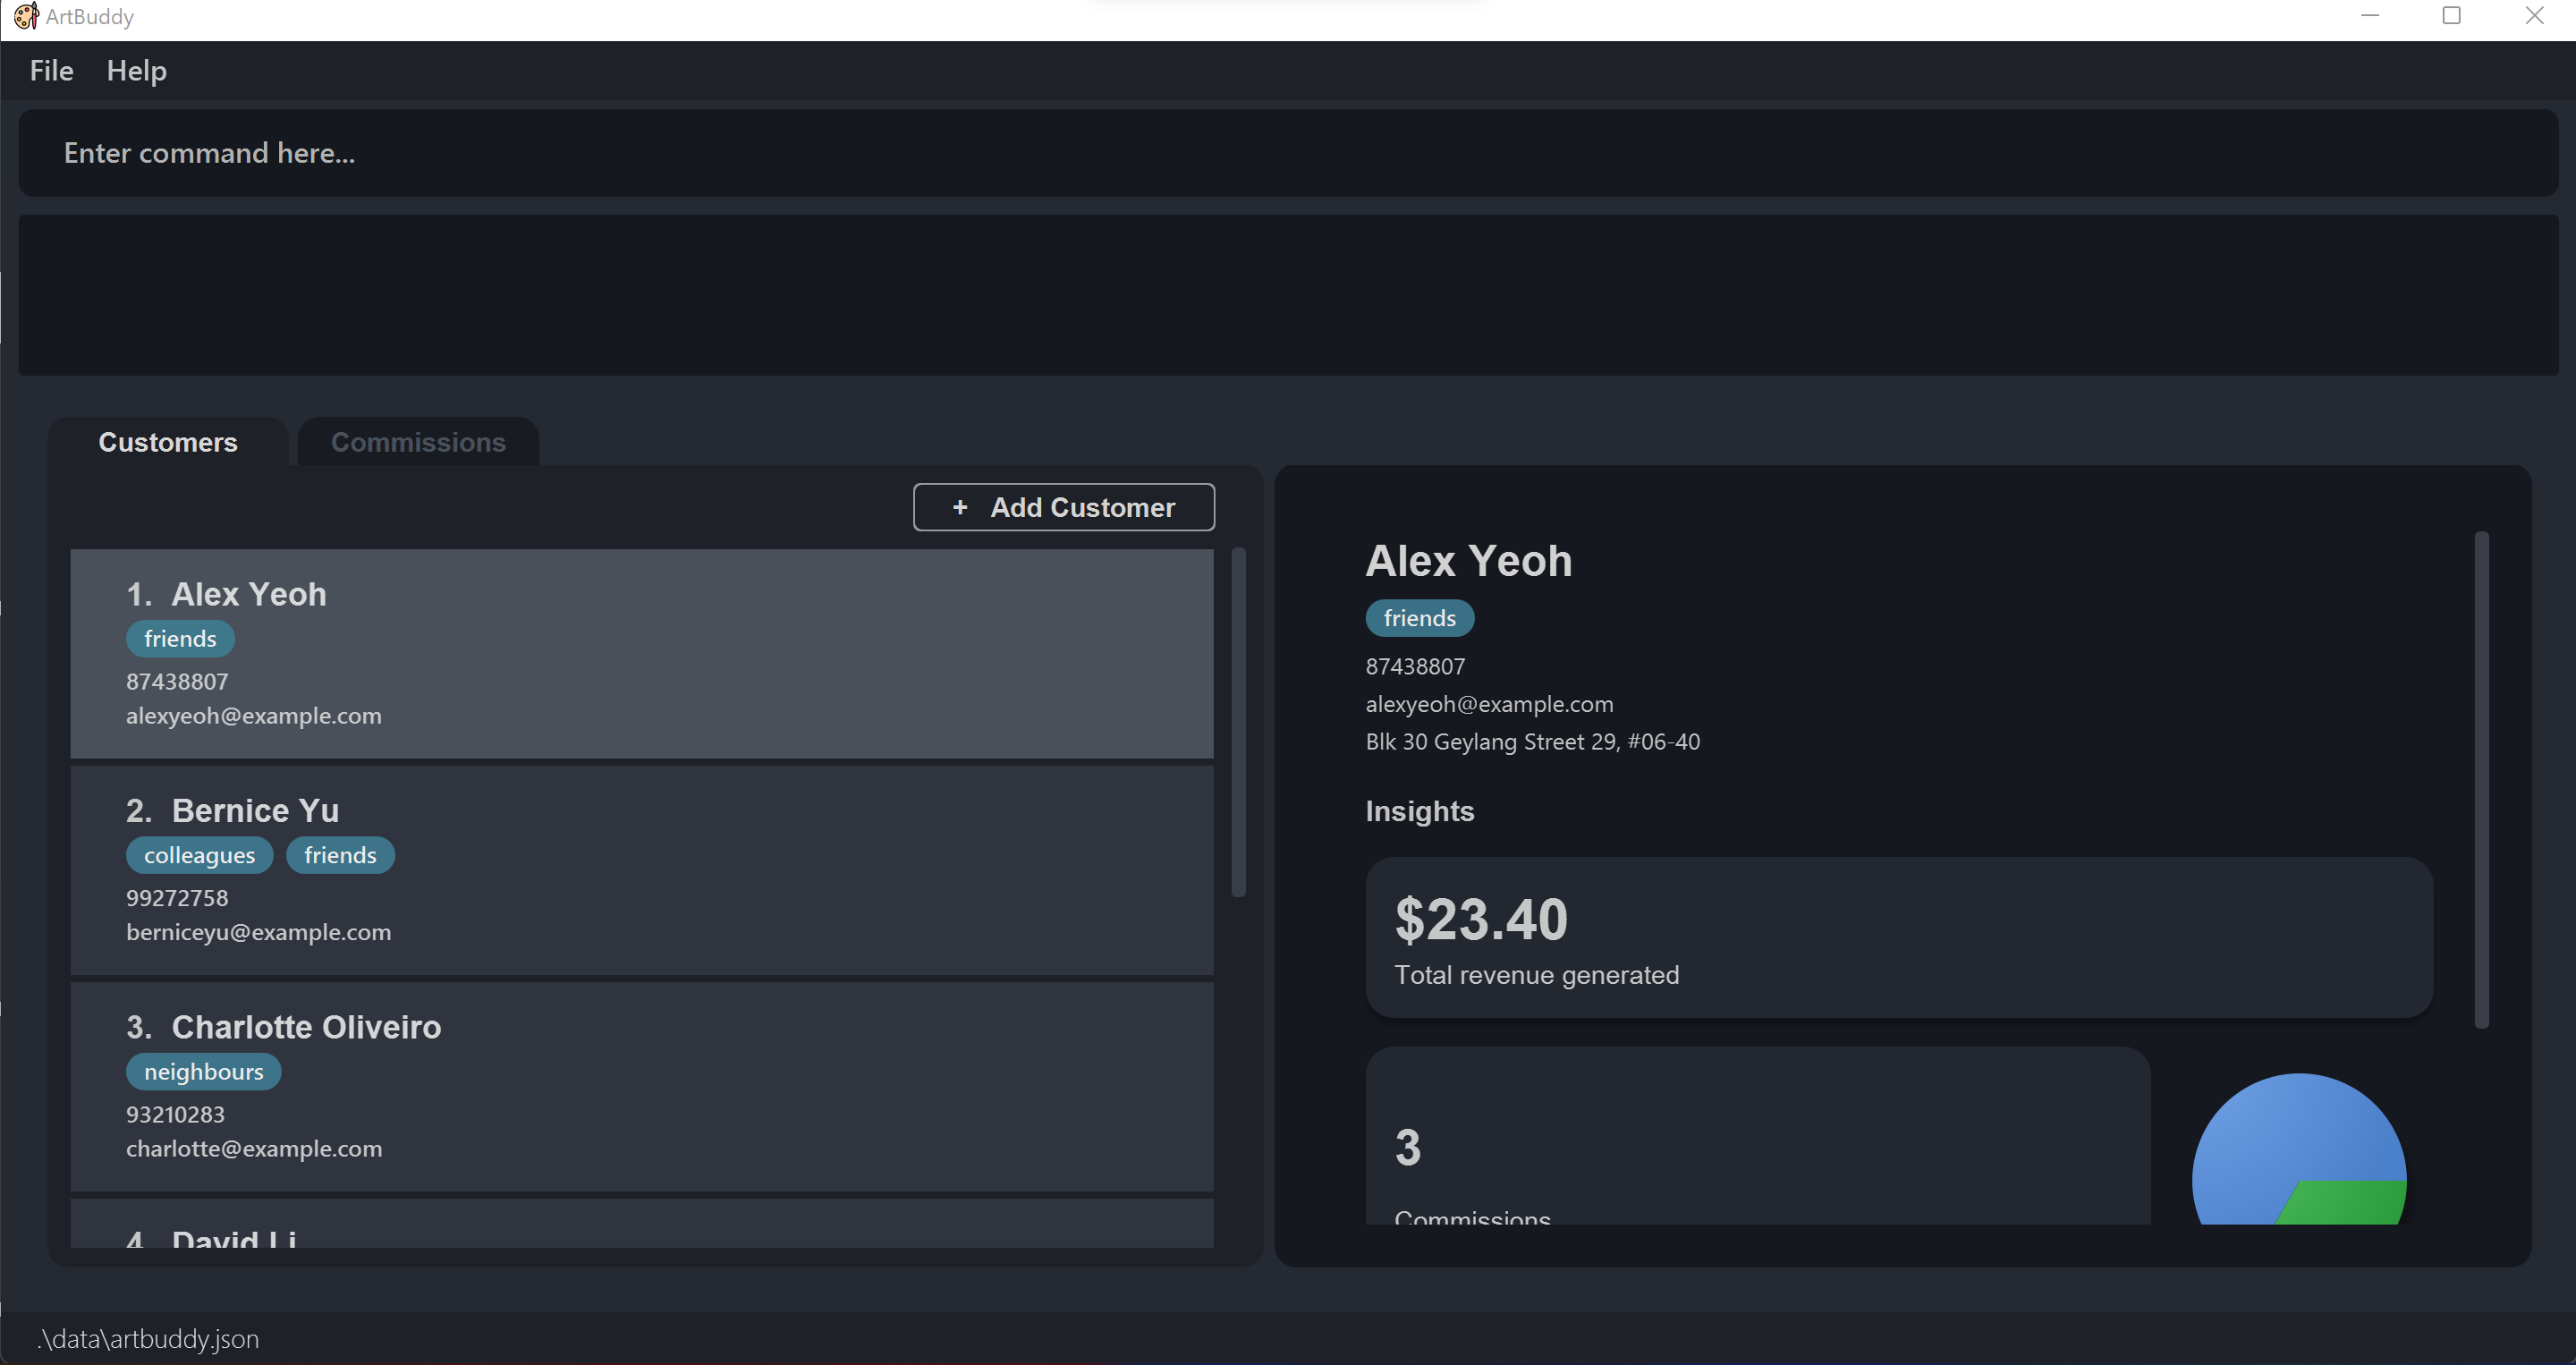 ArtBuddy
File Help
Enter command here...
Customers Commissions
+ Add Customer
1. Alex Yeoh
friends
87438807
alexyeoh@example.com
2. Bernice Yu
colleagues friends
99272758
berniceyu@example.com
3. Charlotte Oliveiro
neighbours
93210283
charlotte@example.com
4. David Li
Alex Yeoh
friends
87438807
alexyeoh@example.com
Blk 30 Geylang Street 29, #06-40
Insights
$23.40
Total revenue generated
3
Commissions
.\data\artbuddy.json